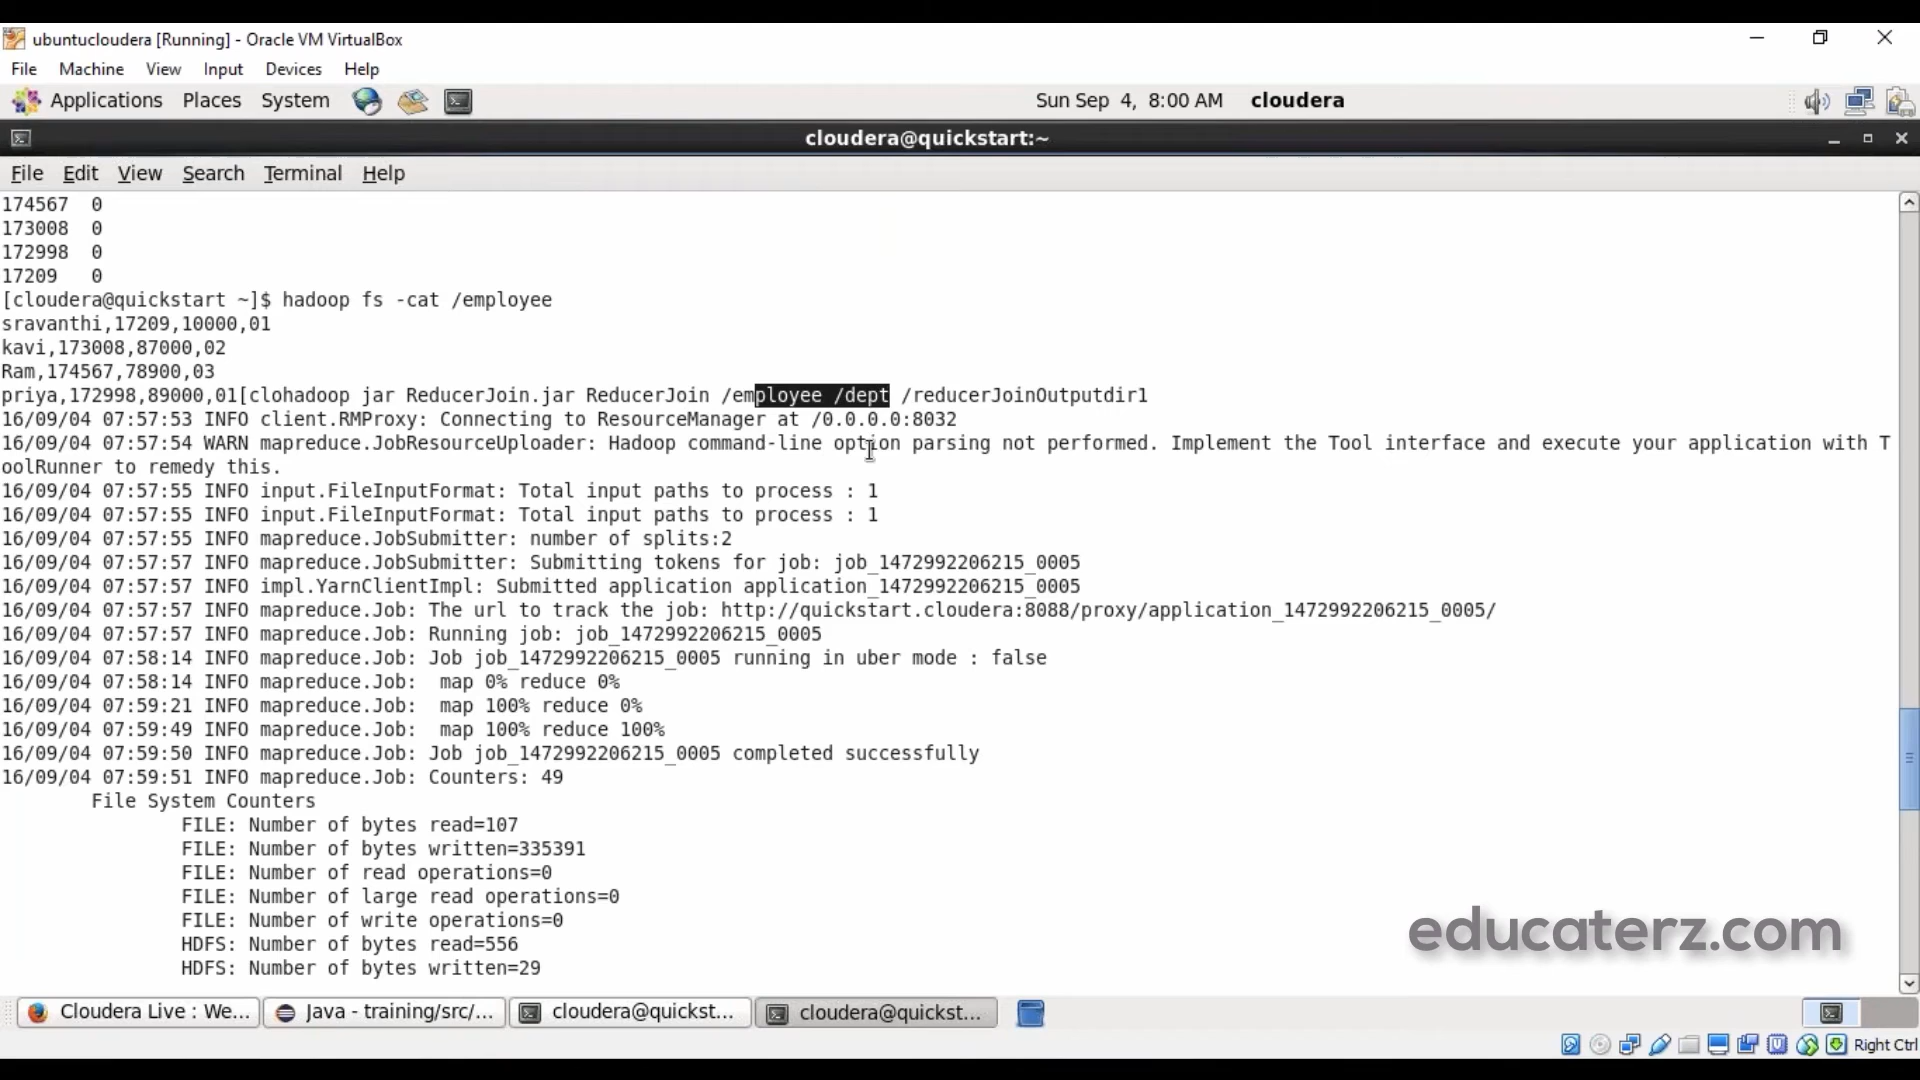 ubuntucloudera [Running] - Oracle VM VirtualBox
File Machine View Input Devices Help
Applications Places System Sun Sep 4, 8:00 AM cloudera
cloudera@quickstart:~
File Edit View Search Terminal Help
174567 0
173008 0
172998 0
17209 0
[cloudera@quickstart ~]$ hadoop fs -cat /employee
sravanthi,17209,10000,01
kavi,173008,87000,02
Ram,174567,78900,03
priya,172998,89000,01[clohadoop jar ReducerJoin.jar ReducerJoin /employee /dept /reducerJoinOutputdir1
16/09/04 07:57:53 INFO client.RMProxy: Connecting to ResourceManager at /0.0.0.0:8032
16/09/04 07:57:54 WARN mapreduce.JobResourceUploader: Hadoop command-line option parsing not performed. Implement the Tool interface and execute your application with T
oolRunner to remedy this.
16/09/04 07:57:55 INFO input.FileInputFormat: Total input paths to process : 1
16/09/04 07:57:55 INFO input.FileInputFormat: Total input paths to process : 1
16/09/04 07:57:55 INFO mapreduce.JobSubmitter: number of splits:2
16/09/04 07:57:57 INFO mapreduce.JobSubmitter: Submitting tokens for job: job_1472992206215_0005
16/09/04 07:57:57 INFO impl.YarnClientImpl: Submitted application application_1472992206215_0005
16/09/04 07:57:57 INFO mapreduce.Job: The url to track the job: http://quickstart.cloudera:8088/proxy/application_1472992206215_0005/
16/09/04 07:57:57 INFO mapreduce.Job: Running job: job_1472992206215_0005
16/09/04 07:58:14 INFO mapreduce.Job: Job job_1472992206215_0005 running in uber mode : false
16/09/04 07:58:14 INFO mapreduce.Job:  map 0% reduce 0%
16/09/04 07:59:21 INFO mapreduce.Job:  map 100% reduce 0%
16/09/04 07:59:49 INFO mapreduce.Job:  map 100% reduce 100%
16/09/04 07:59:50 INFO mapreduce.Job: Job job_1472992206215_0005 completed successfully
16/09/04 07:59:51 INFO mapreduce.Job: Counters: 49
File System Counters
FILE: Number of bytes read=107
FILE: Number of bytes written=335391
FILE: Number of read operations=0
FILE: Number of large read operations=0
FILE: Number of write operations=0
HDFS: Number of bytes read=556
HDFS: Number of bytes written=29
educaterz.com
Cloudera Live : We... Java - training/src/... cloudera@quickst... cloudera@quickst...
Right Ctrl